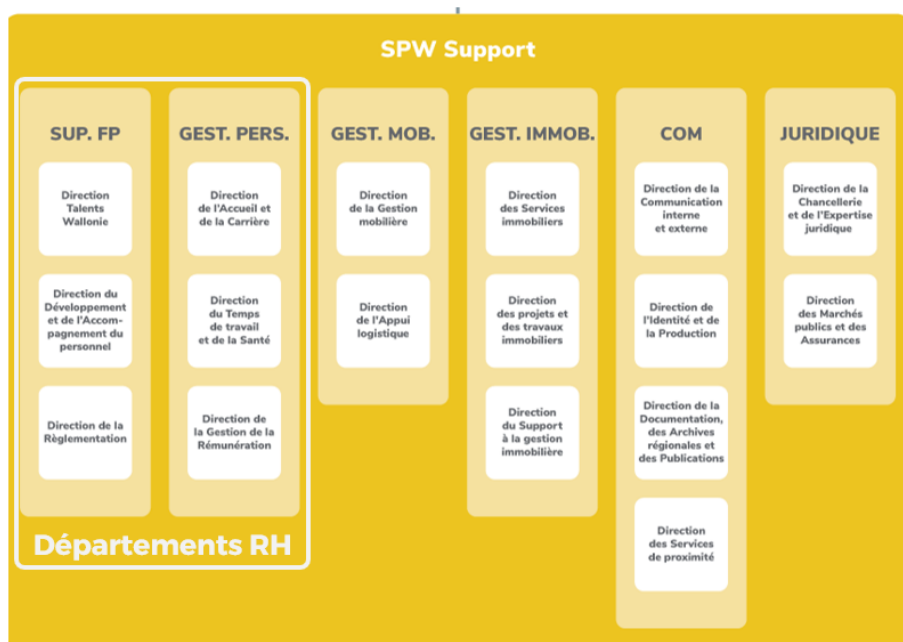 SPW Support
SUP. FP
Direction
Talents
Wallonie
Direction du
Développement
et de l'Accom-
pagnement du
personnel
Direction de la
Règlementation
GEST. PERS.
Direction
de l'Accueil et
de la Carrière
Direction
du Temps
de travail
et de la Santé
Direction de
la Gestion de la
Rémunération
Départements RH
GEST. MOB.
Direction
de la Gestion
mobilière
Direction
de l'Appui
logistique
GEST. IMMOB.
Direction
des Services
immobiliers
Direction
des projets et
des travaux
immobiliers
Direction
du Support
à la gestion
immobilière
COM
Direction de la
Communication
interne
et externe
Direction de
l'Identité et de
la Production
Direction de la
Documentation,
des Archives
régionales et
des Publications
Direction
des Services
de proximité
JURIDIQUE
Direction de la
Chancellerie
et de l'Expertise
juridique
Direction
des Marchés
publics et des
Assurances